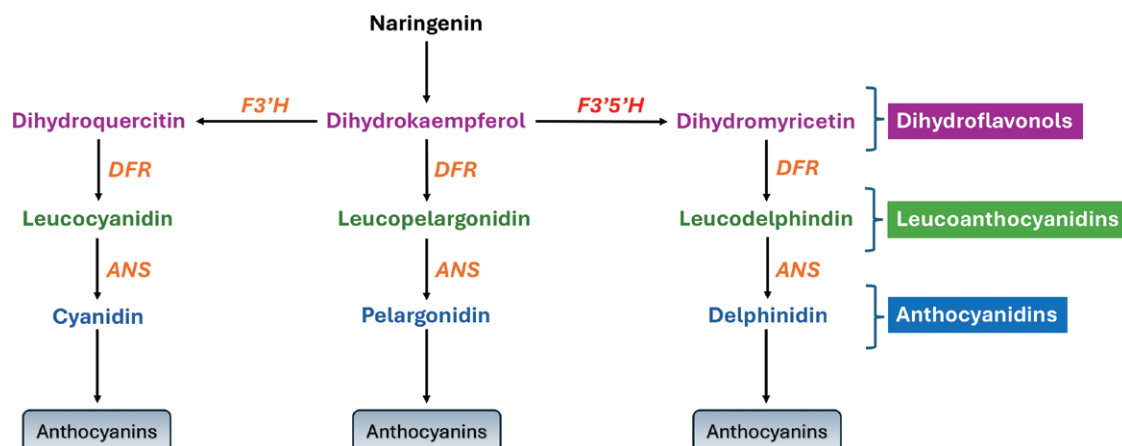 Naringenin
F3’H
F3’5’H
Dihydroquercitin
Dihydrokaempferol
Dihydromyricetin
Dihydroflavonols
DFR
DFR
DFR
Leucocyanidin
Leucopelargonidin
Leucodelphindin
Leucoanthocyanidins
ANS
ANS
ANS
Cyanidin
Pelargonidin
Delphinidin
Anthocyanidins
Anthocyanins
Anthocyanins
Anthocyanins